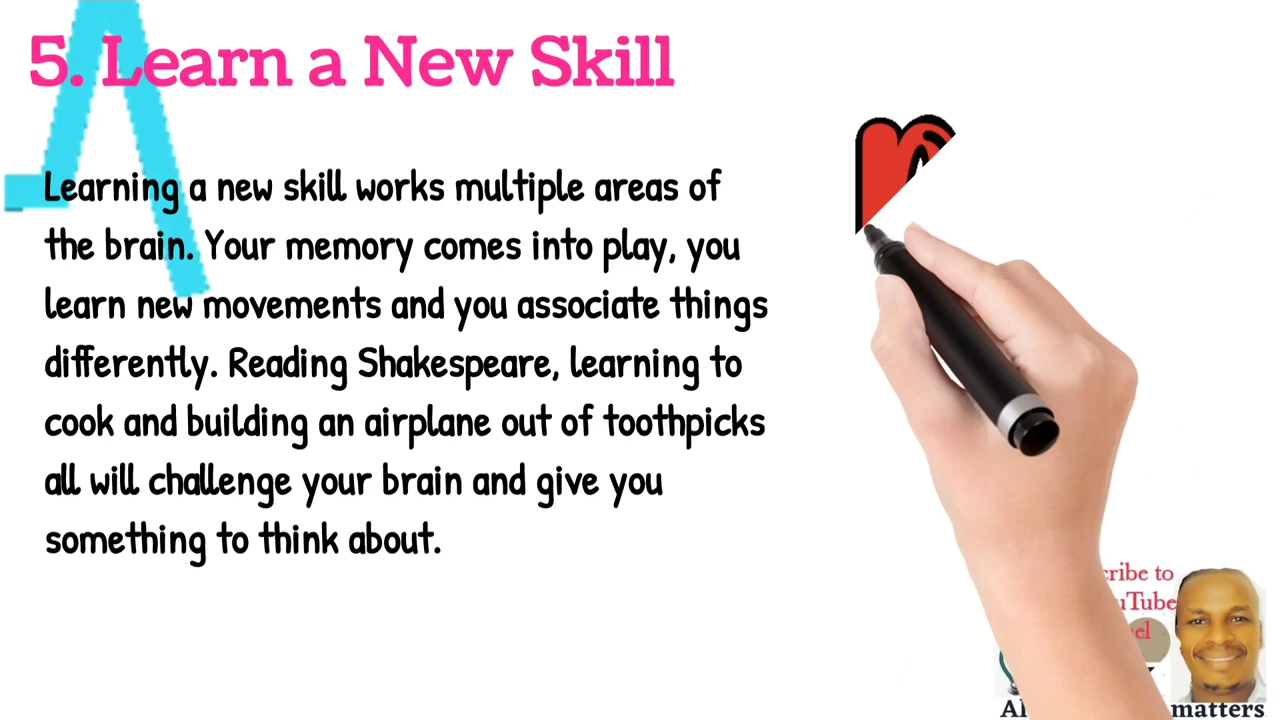 5. Learn a New Skill
Learning a new skill works multiple areas of
the brain. Your memory comes into play, you
learn new movements and you associate things
differently. Reading Shakespeare, learning to
cook and building an airplane out of toothpicks
all will challenge your brain and give you
something to think about.
to
matters